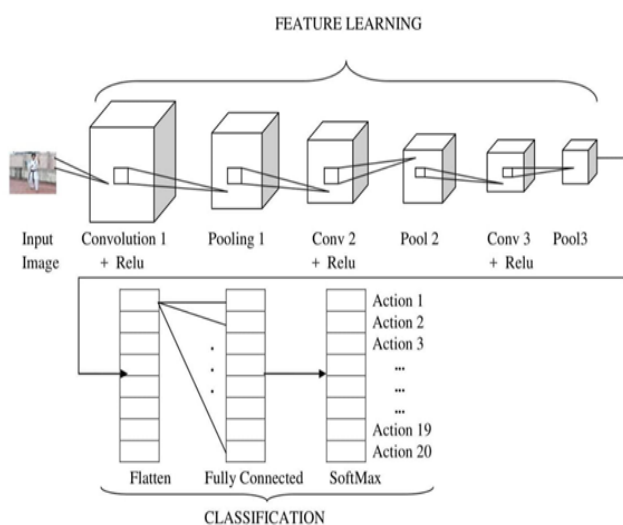 FEATURE LEARNING
Input Image
Convolution 1 + Relu
Pooling 1
Conv 2 + Relu
Pool 2
Conv 3 + Relu
Pool3
Action 1
Action 2
Action 3
...
...
...
Action 19
Action 20
Flatten
Fully Connected
SoftMax
CLASSIFICATION